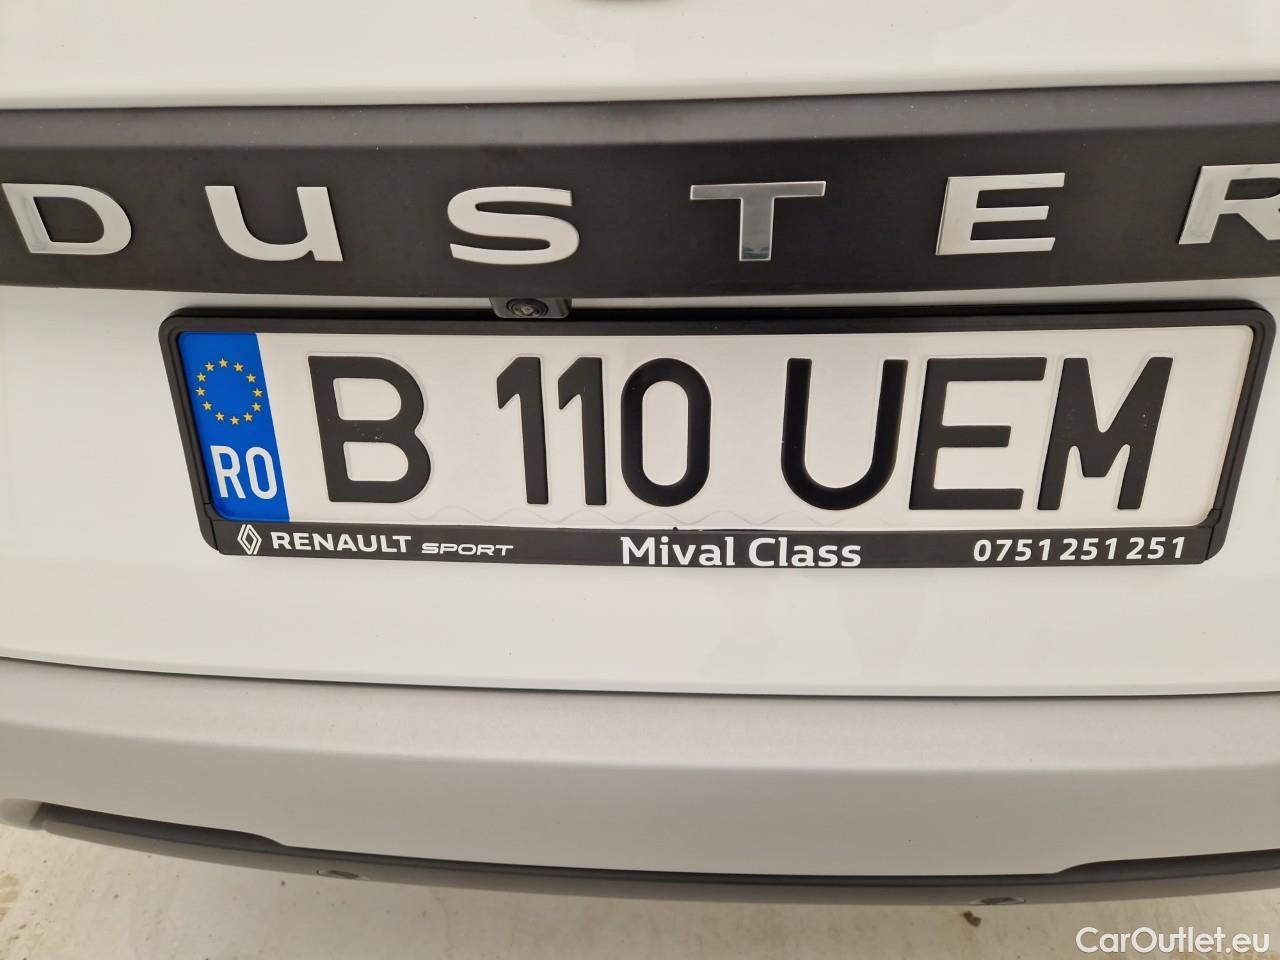 DUSTER
RO B 110 UEM
RENAULT SPORT Mival Class 0751 251 251
CarOutlet.eu